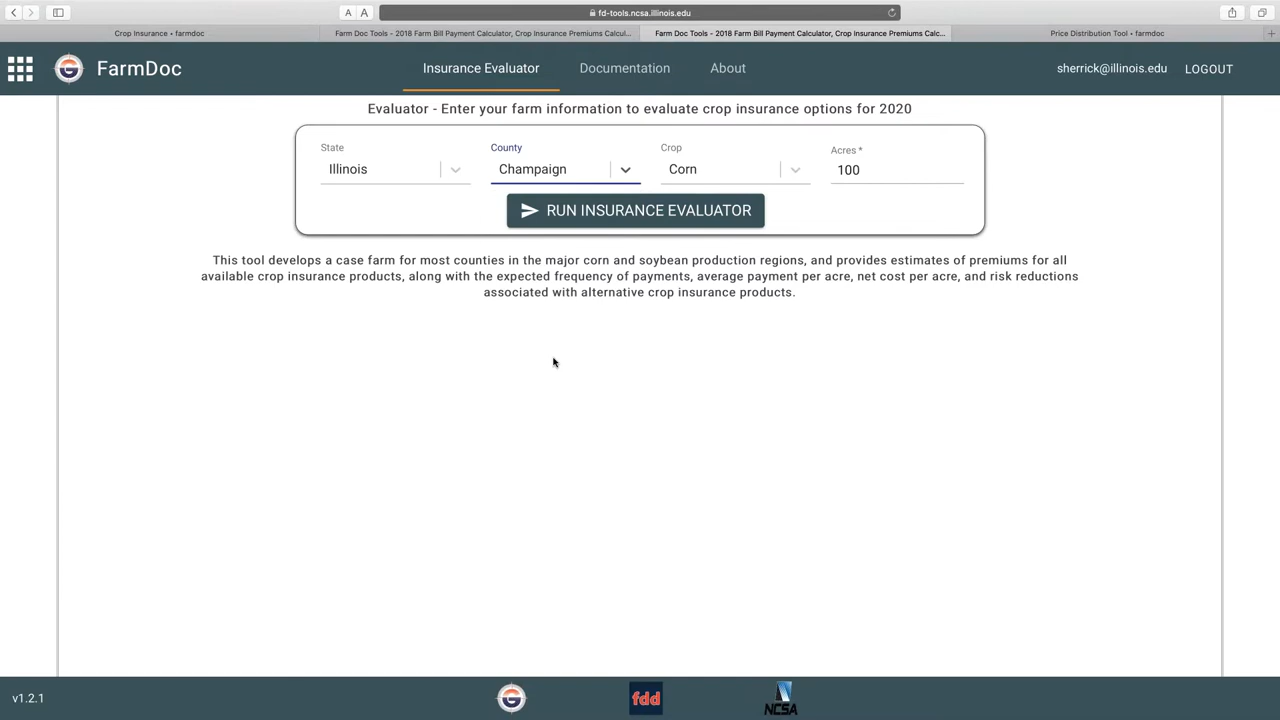 A A
fd-tools.ncsa.illinois.edu
Crop Insurance • farmdoc
Farm Doc Tools - 2018 Farm Bill Payment Calculator, Crop Insurance Premiums Calcul...
Farm Doc Tools - 2018 Farm Bill Payment Calculator, Crop Insurance Premiums Calc...
Price Distribution Tool • farmdoc
FarmDoc
Insurance Evaluator
Documentation
About
sherrick@illinois.edu
LOGOUT
Evaluator - Enter your farm information to evaluate crop insurance options for 2020
State
County
Crop
Acres *
Illinois
Champaign
Corn
100
RUN INSURANCE EVALUATOR
This tool develops a case farm for most counties in the major corn and soybean production regions, and provides estimates of premiums for all
available crop insurance products, along with the expected frequency of payments, average payment per acre, net cost per acre, and risk reductions
associated with alternative crop insurance products.
v1.2.1
fdd
NCSA